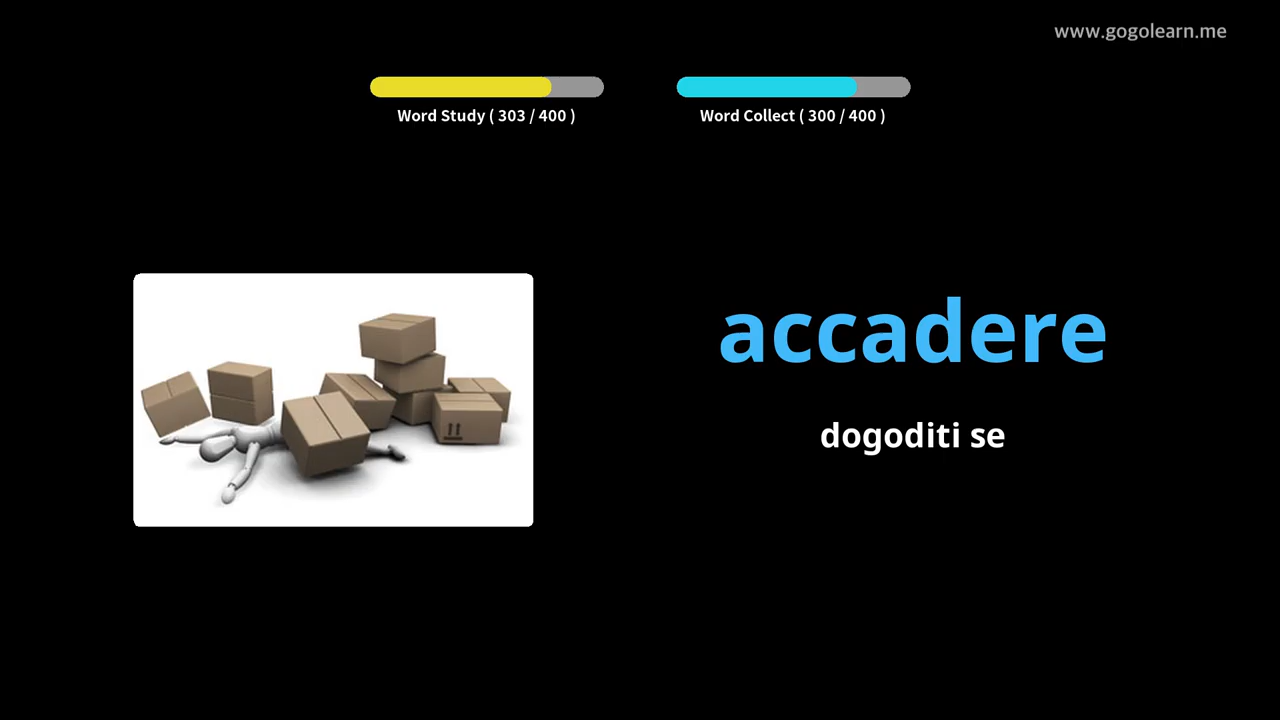 www.gogolearn.me
Word Study ( 303 / 400 )
Word Collect ( 300 / 400 )
accadere
dogoditi se